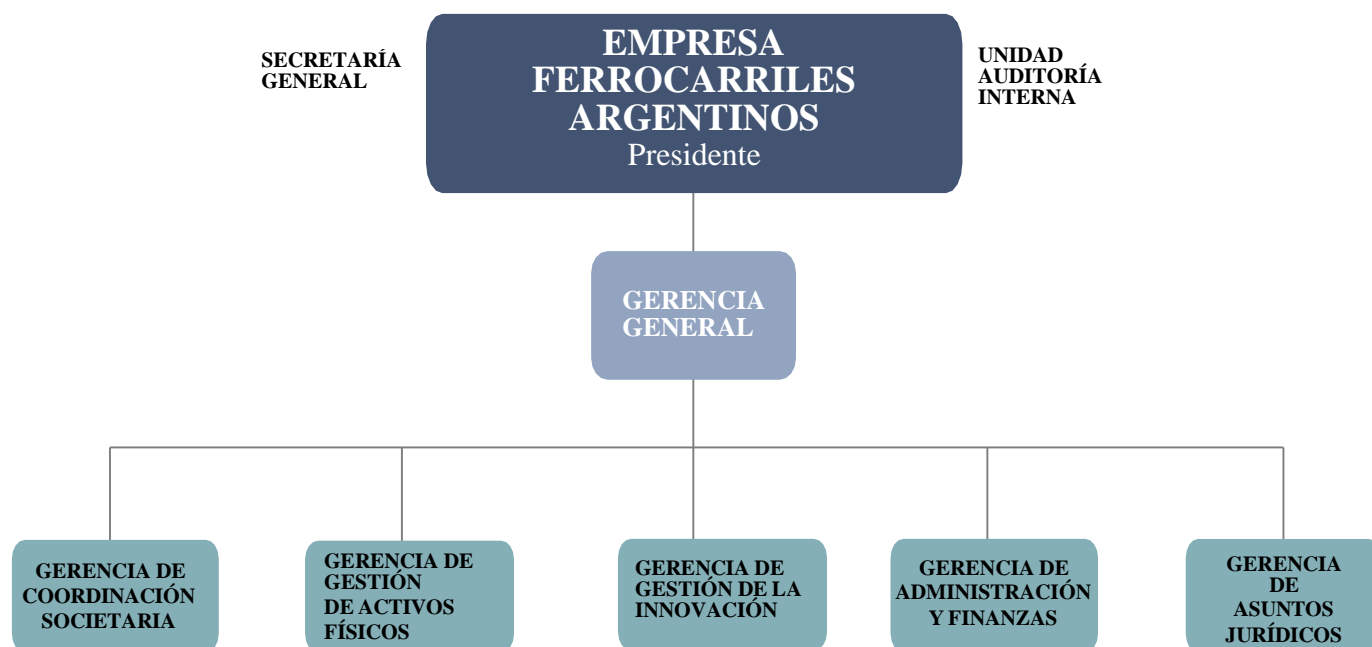 SECRETARÍA
GENERAL
EMPRESA
FERROCARRILES
ARGENTINOS
Presidente
UNIDAD
AUDITORÍA
INTERNA
GERENCIA
GENERAL
GERENCIA DE
COORDINACIÓN
SOCIETARIA
GERENCIA DE
GESTIÓN
DE ACTIVOS
FÍSICOS
GERENCIA DE
GESTIÓN DE LA
INNOVACIÓN
GERENCIA DE
ADMINISTRACIÓN
Y FINANZAS
GERENCIA
DE
ASUNTOS
JURÍDICOS